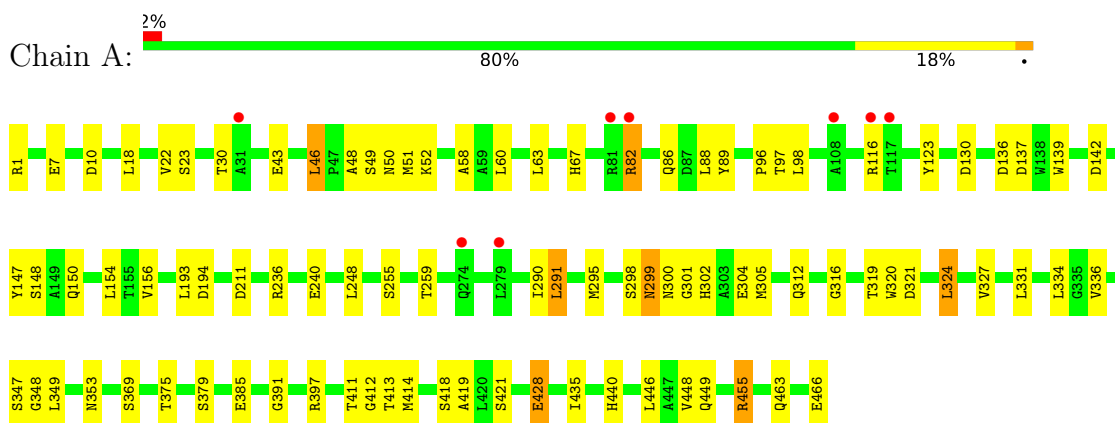 2%
Chain A:
80% 18% •
R1 E7 D10 L18 V22 S23 T30 A31 E43 L46 P47 A48 S49 N50 M51 K52 A58 A59 L60 L63 H67 R81 R82 Q86 D87 L88 Y89 P96 T97 L98 A108 R116 T117 Y123 D130 D136 D137 W138 W139 D142
Y147 S148 A149 Q150 L154 T155 V156 L193 D194 D211 R236 E240 L248 S255 T259 Q274 L279 I290 L291 M295 S298 N299 N300 G301 H302 A303 E304 M305 Q312 G316 T319 W320 D321 L324 V327 L331 L334 G335 V336
S347 G348 L349 N353 S369 T375 S379 E385 G391 R397 T411 G412 T413 M414 S418 A419 L420 S421 E428 I435 H440 L446 A447 V448 Q449 R455 Q463 E466